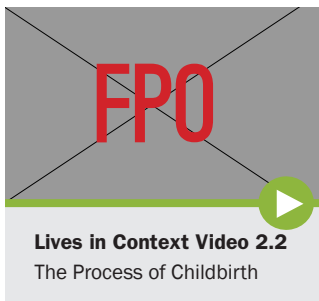 FPO
Lives in Context Video 2.2
The Process of Childbirth